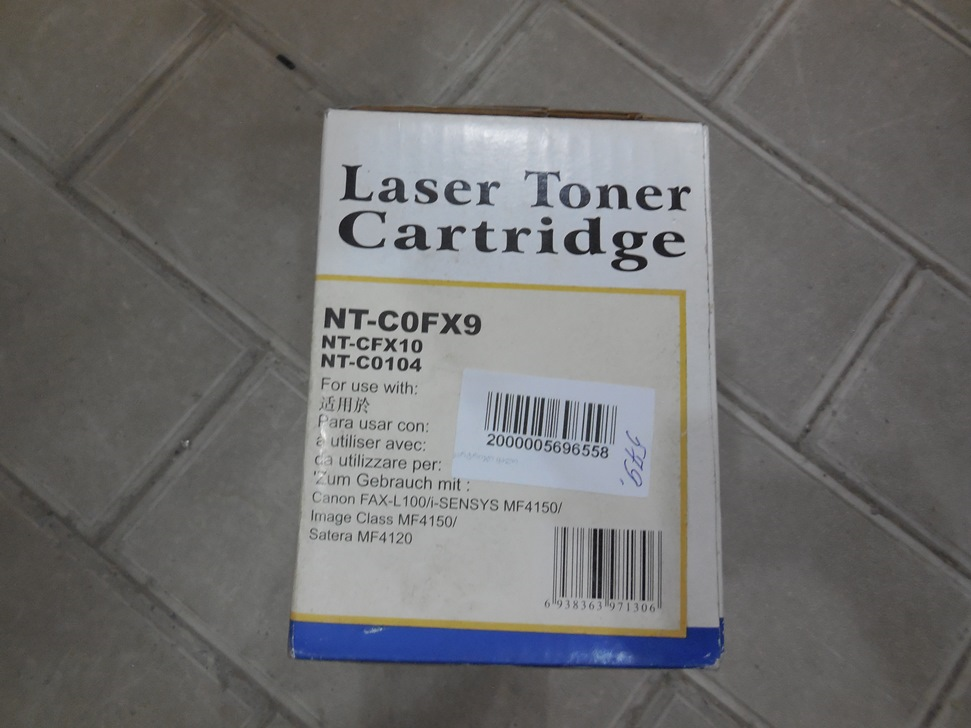 Laser Toner
Cartridge
NT-C0FX9
NT-CFX10
NT-C0104
For use with:
适用於
Para usar con:
à utiliser avec:
da utilizzare per:
Zum Gebrauch mit :
Canon FAX-L100/i-SENSYS MF4150/
Image Class MF4150/
Satera MF4120
2000005696558
6 938363 971306